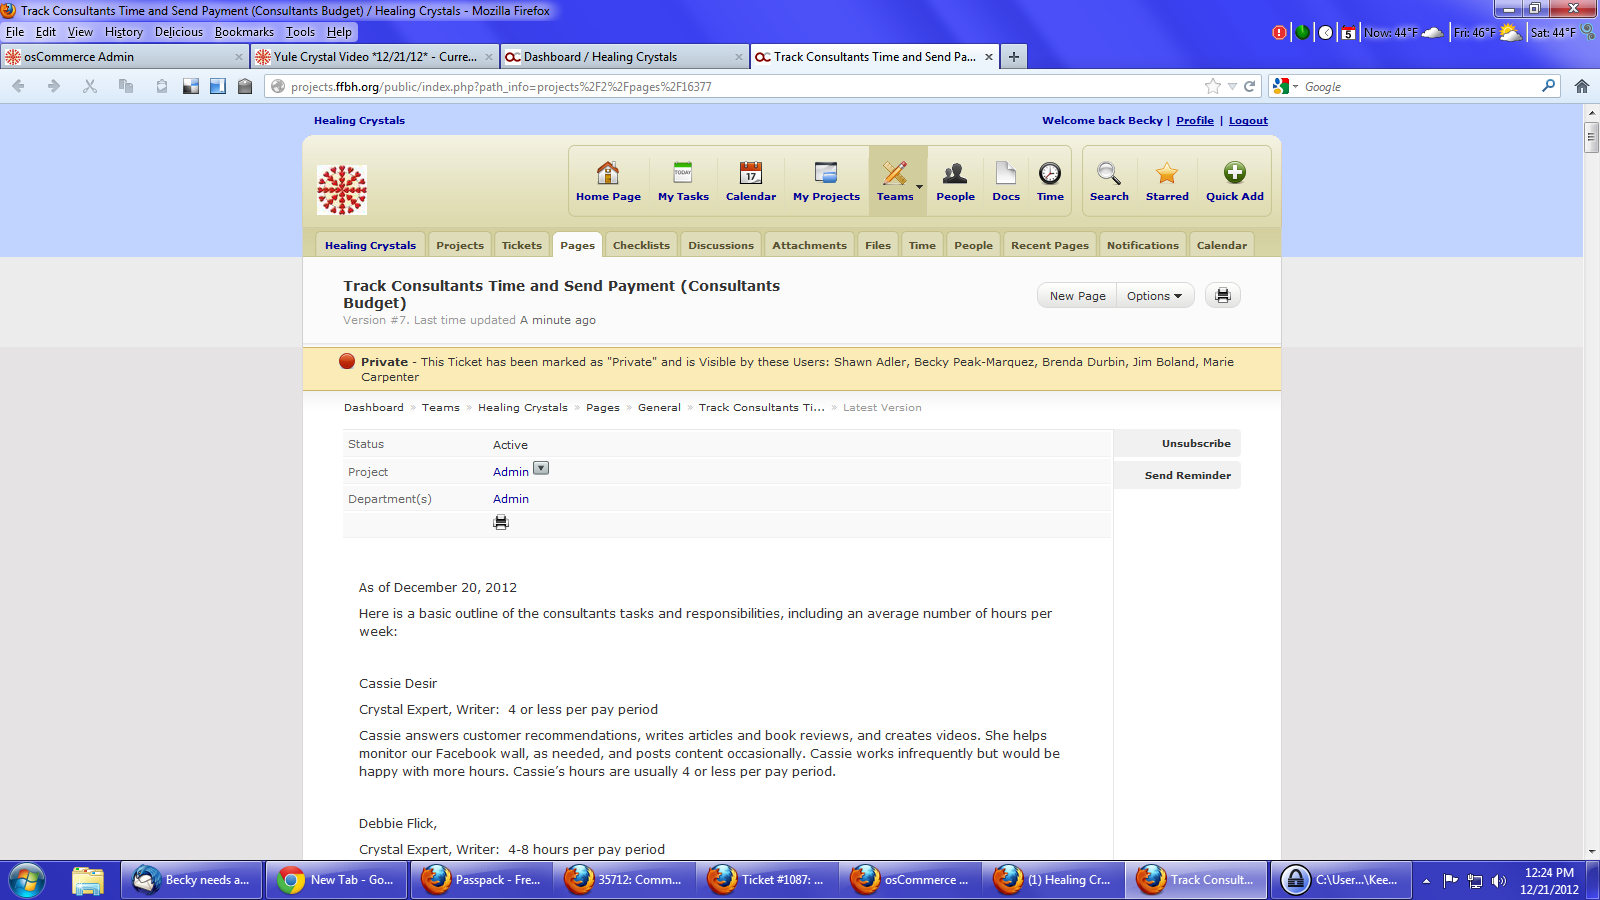 Track Consultants Time and Send Payment (Consultants Budget) / Healing Crystals - Mozilla Firefox
File Edit View History Delicious Bookmarks Tools Help
5 Now: 44°F Fri: 46°F Sat: 44°F
osCommerce Admin
Yule Crystal Video *12/21/12* - Curre...
Dashboard / Healing Crystals
Track Consultants Time and Send Pa...
projects.ffbh.org/public/index.php?path_info=projects%2F2%2Fpages%2F16377
Google
Healing Crystals
Welcome back Becky | Profile | Logout
TODAY
17
Home Page My Tasks Calendar My Projects Teams People Docs Time Search Starred Quick Add
Healing Crystals Projects Tickets Pages Checklists Discussions Attachments Files Time People Recent Pages Notifications Calendar
Track Consultants Time and Send Payment (Consultants
Budget)
Version #7. Last time updated A minute ago
New Page Options
Private - This Ticket has been marked as "Private" and is Visible by these Users: Shawn Adler, Becky Peak-Marquez, Brenda Durbin, Jim Boland, Marie
Carpenter
Dashboard » Teams » Healing Crystals » Pages » General » Track Consultants Ti... » Latest Version
Status Active
Project Admin
Department(s) Admin
Unsubscribe
Send Reminder
As of December 20, 2012
Here is a basic outline of the consultants tasks and responsibilities, including an average number of hours per
week:
Cassie Desir
Crystal Expert, Writer: 4 or less per pay period
Cassie answers customer recommendations, writes articles and book reviews, and creates videos. She helps
monitor our Facebook wall, as needed, and posts content occasionally. Cassie works infrequently but would be
happy with more hours. Cassie’s hours are usually 4 or less per pay period.
Debbie Flick,
Crystal Expert, Writer: 4-8 hours per pay period
Becky needs a...
New Tab - Go...
Passpack - Fre...
35712: Comm...
Ticket #1087: ...
osCommerce ...
(1) Healing Cr...
Track Consult...
C:\User...\Kee...
12:24 PM
12/21/2012